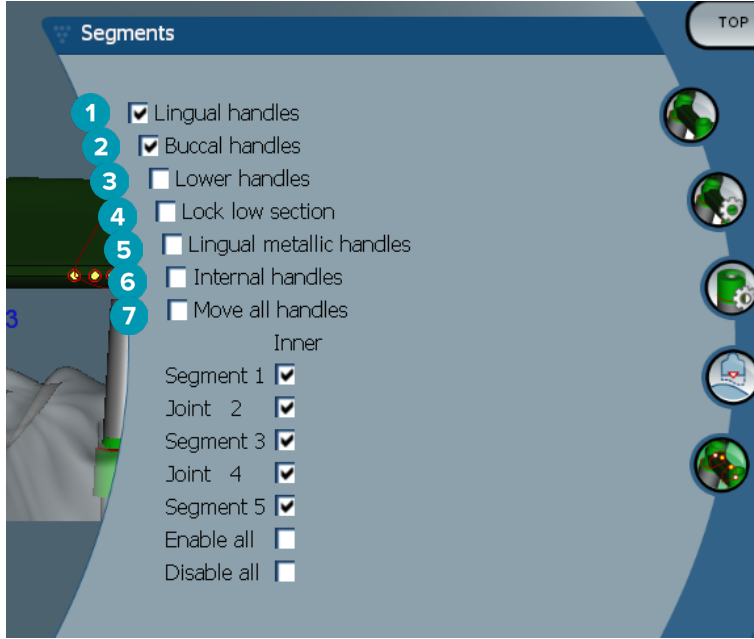 Segments
TOP
1 Lingual handles
2 Buccal handles
3 Lower handles
4 Lock low section
5 Lingual metallic handles
6 Internal handles
7 Move all handles
3
Inner
Segment 1
Joint 2
Segment 3
Joint 4
Segment 5
Enable all
Disable all